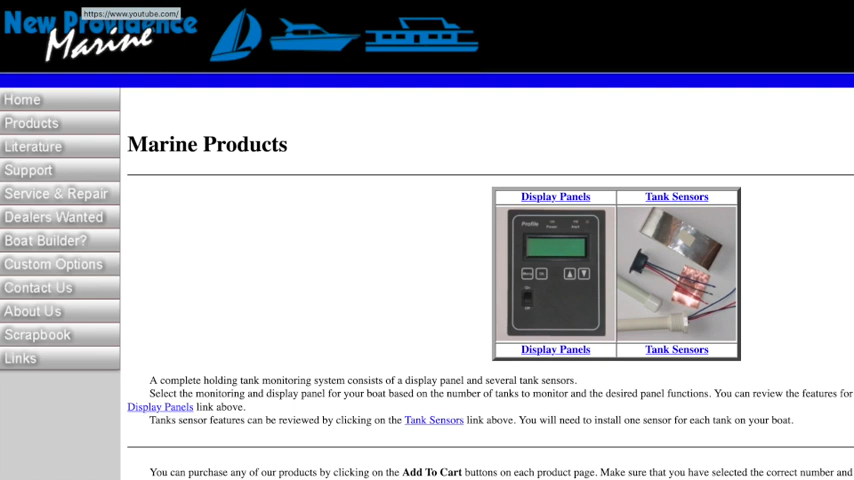 https://www.youtube.com/
New Providence
Marine
Home
Products
Literature
Support
Service & Repair
Dealers Wanted
Boat Builder?
Custom Options
Contact Us
About Us
Scrapbook
Links
Marine Products
Display Panels Tank Sensors
Profile
Display Panels Tank Sensors
A complete holding tank monitoring system consists of a display panel and several tank sensors.
Select the monitoring and display panel for your boat based on the number of tanks to monitor and the desired panel functions. You can review the features for
Display Panels link above.
Tanks sensor features can be reviewed by clicking on the Tank Sensors link above. You will need to install one sensor for each tank on your boat.
You can purchase any of our products by clicking on the Add To Cart buttons on each product page. Make sure that you have selected the correct number and